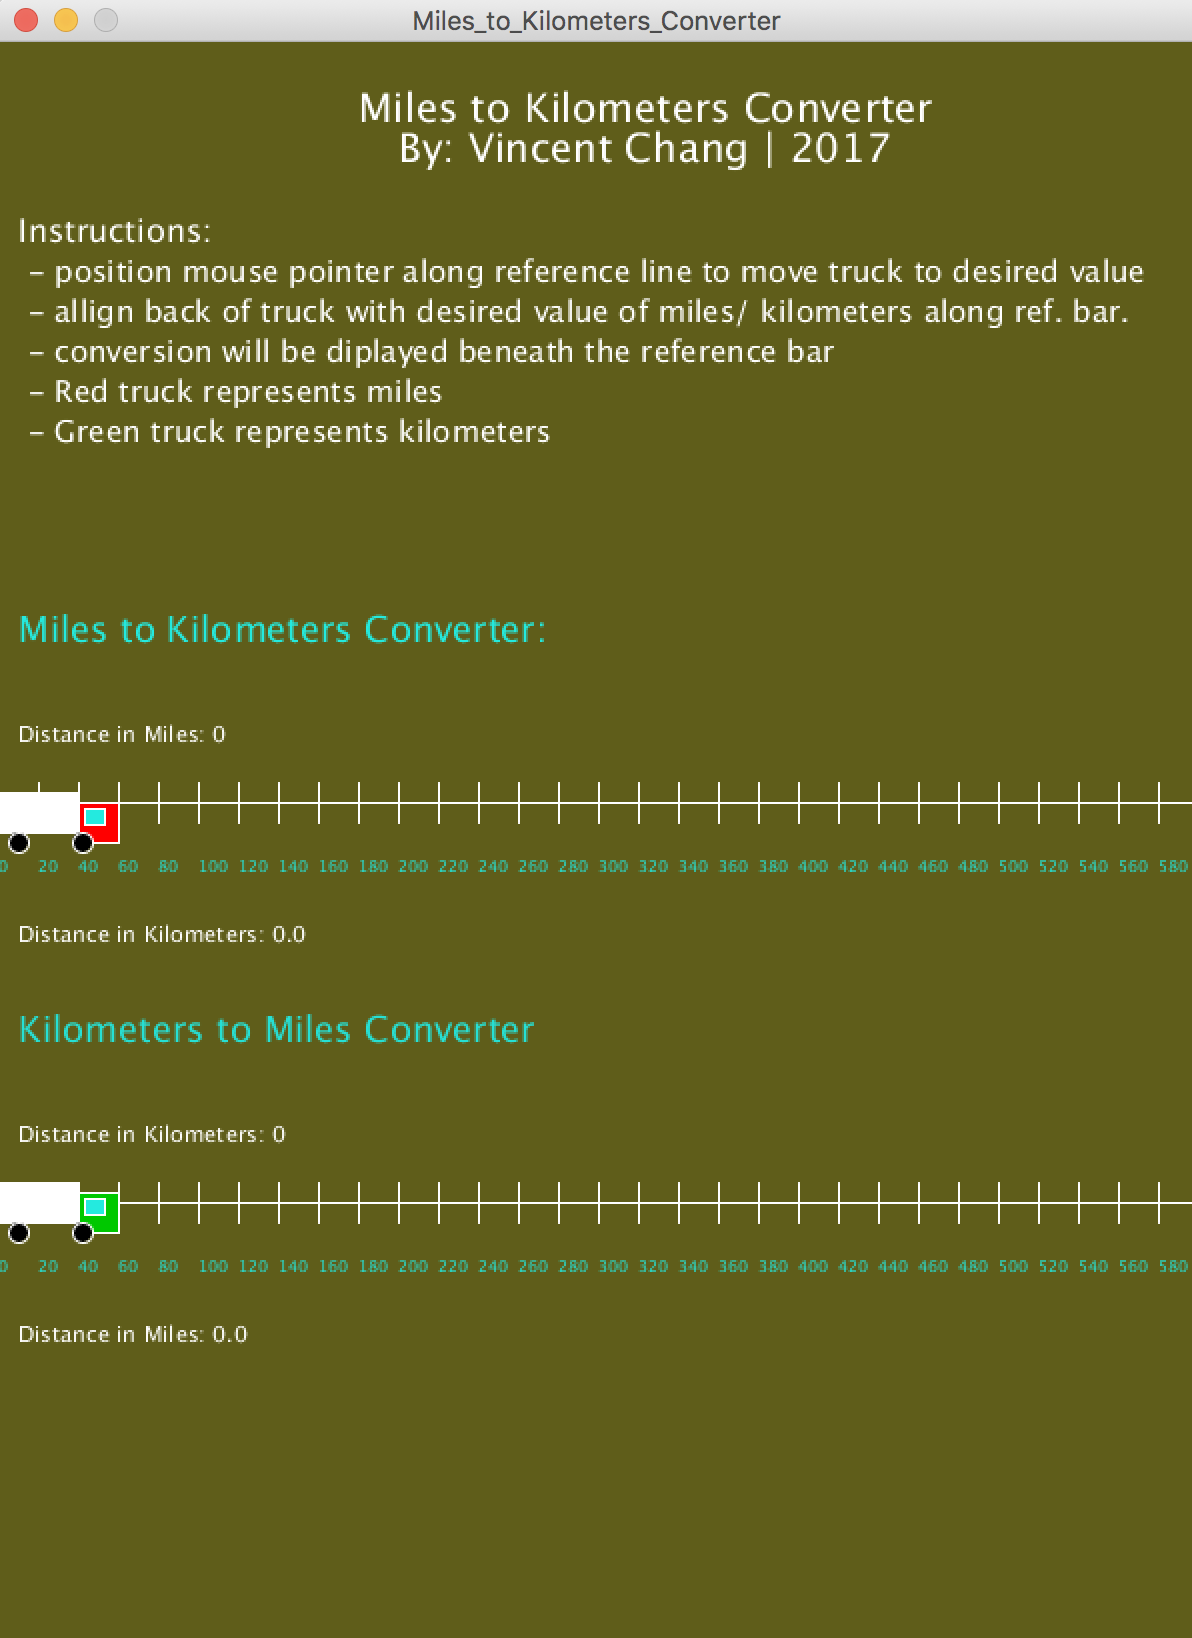 Miles_to_Kilometers_Converter
Miles to Kilometers Converter
By: Vincent Chang | 2017
Instructions:
– position mouse pointer along reference line to move truck to desired value
– allign back of truck with desired value of miles/ kilometers along ref. bar.
– conversion will be diplayed beneath the reference bar
– Red truck represents miles
– Green truck represents kilometers
Miles to Kilometers Converter:
Distance in Miles: 0
0 20 40 60 80 100 120 140 160 180 200 220 240 260 280 300 320 340 360 380 400 420 440 460 480 500 520 540 560 580
Distance in Kilometers: 0.0
Kilometers to Miles Converter
Distance in Kilometers: 0
0 20 40 60 80 100 120 140 160 180 200 220 240 260 280 300 320 340 360 380 400 420 440 460 480 500 520 540 560 580
Distance in Miles: 0.0